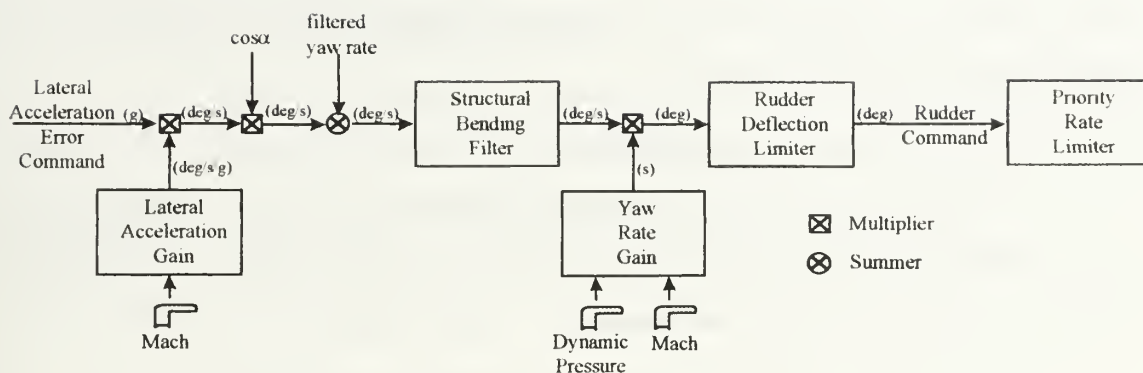 filtered
yaw rate
cosα
Lateral
Acceleration
Error
Command
(g)
(deg/s)
(deg/s)
(deg/s)
Structural
Bending
Filter
(deg/s)
(deg)
Rudder
Deflection
Limiter
(deg)
Rudder
Command
Priority
Rate
Limiter
(deg/s/g)
Lateral
Acceleration
Gain
Mach
(s)
Yaw
Rate
Gain
Dynamic
Pressure
Mach
Multiplier
Summer